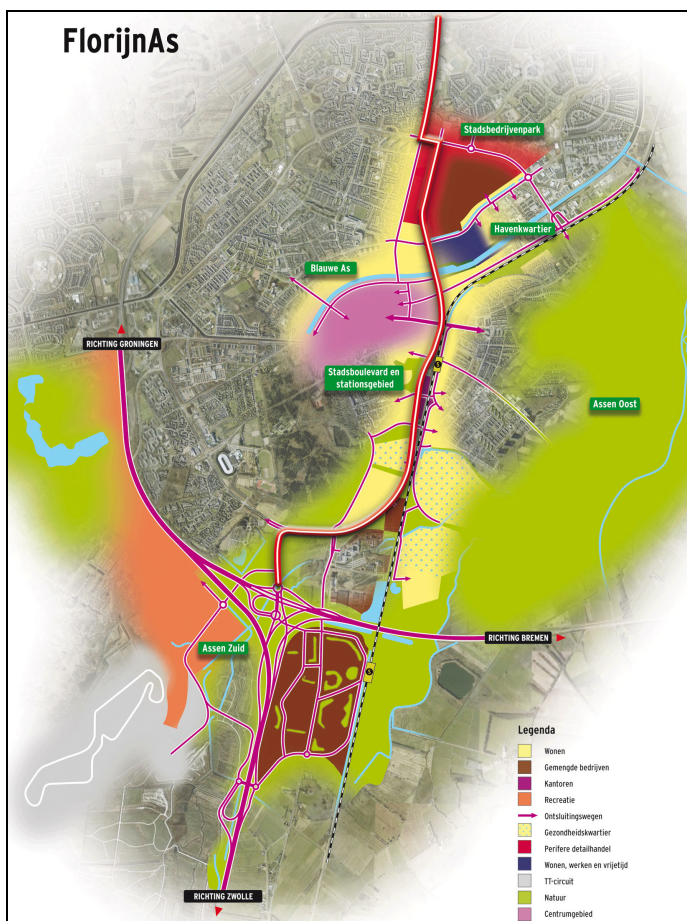 FlorijnAs
Stadsbedrijvenpark
Havenkwartier
Blauwe As
RICHTING GRONINGEN
Stadsboulevard en
stationsgebied
Assen Oost
RICHTING BREMEN
Assen Zuid
Legenda
Wonen
Gemengde bedrijven
Kantoren
Recreatie
Ontsluitingswegen
Gezondheidskwartier
Perifere detailhandel
Wonen, werken en vrijetijd
TT-circuit
Natuur
Centrumgebied
RICHTING ZWOLLE